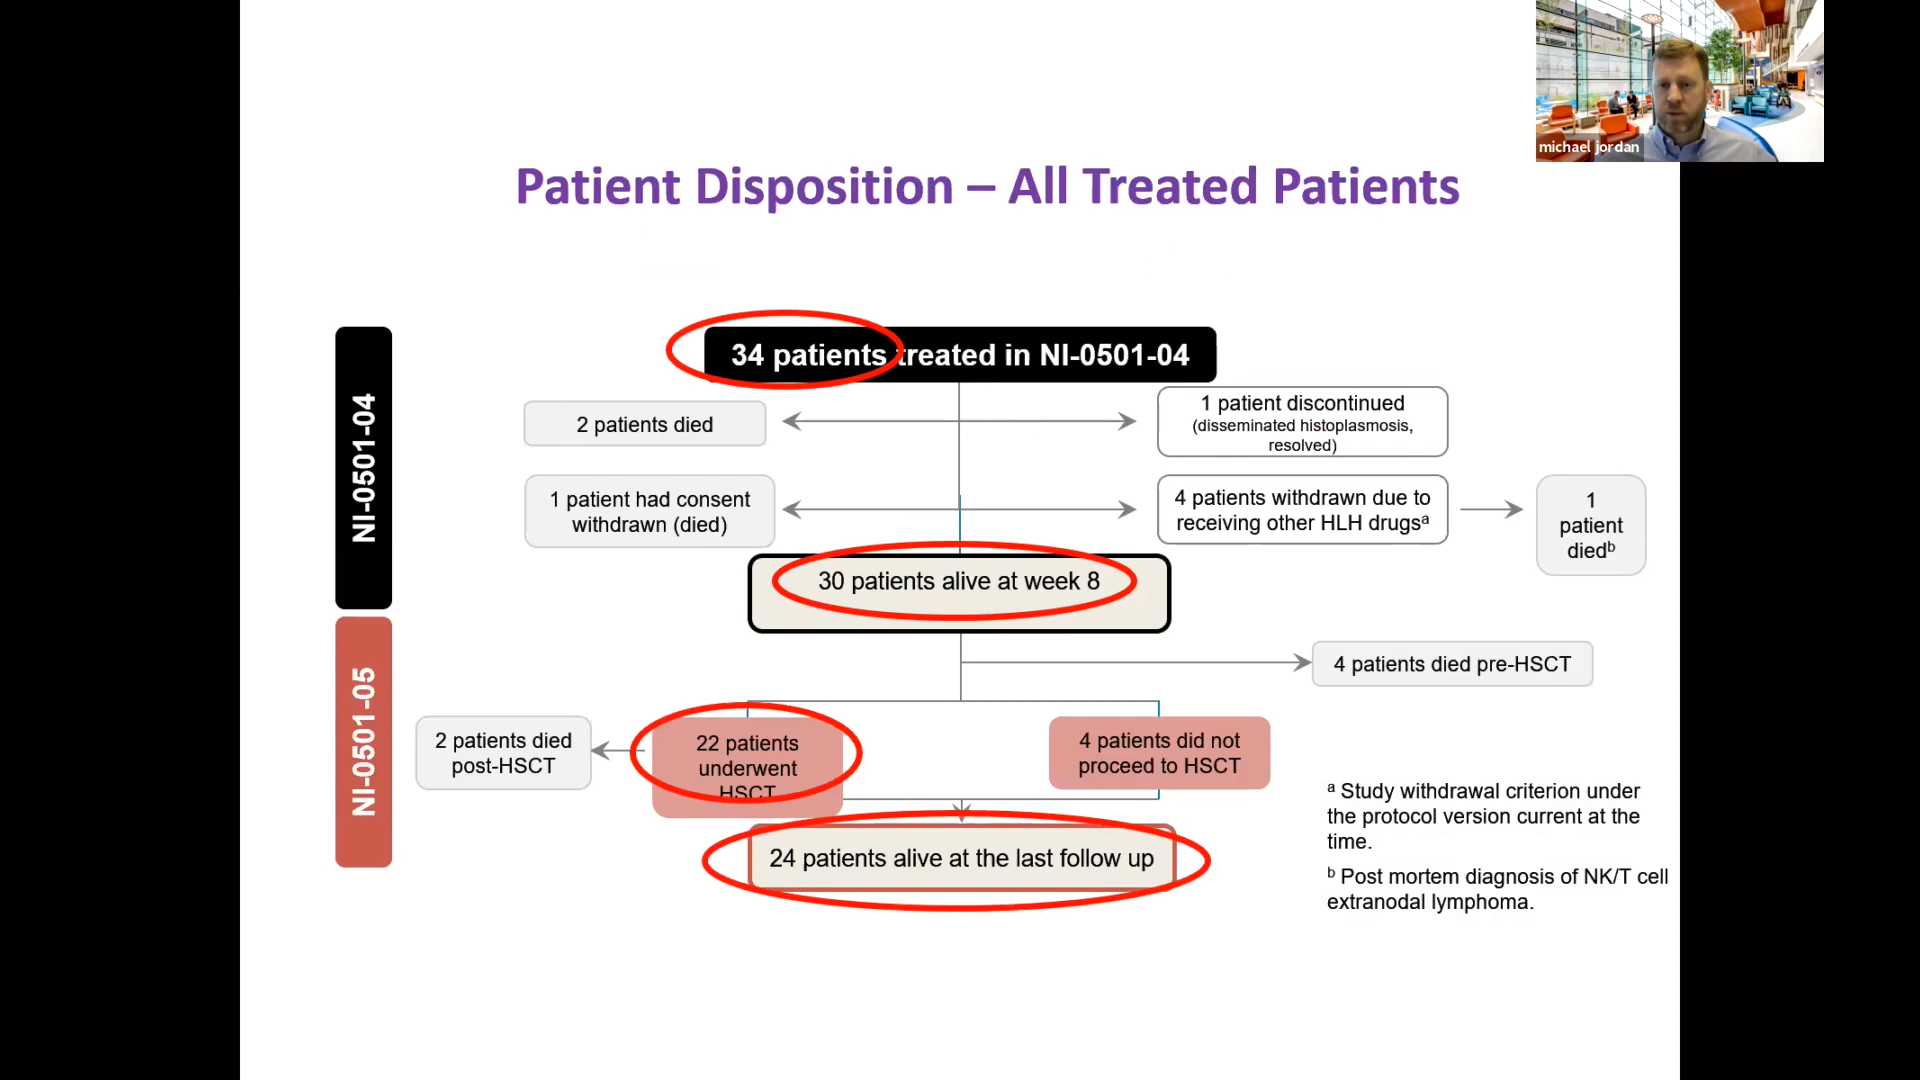 michael jordan
Patient Disposition – All Treated Patients
NI-0501-04
34 patients treated in NI-0501-04
2 patients died
1 patient discontinued
(disseminated histoplasmosis,
resolved)
1 patient had consent
withdrawn (died)
4 patients withdrawn due to
receiving other HLH drugsᵃ
1
patient
diedᵇ
30 patients alive at week 8
NI-0501-05
4 patients died pre-HSCT
2 patients died
post-HSCT
22 patients
underwent
HSCT
4 patients did not
proceed to HSCT
24 patients alive at the last follow up
ᵃ Study withdrawal criterion under
the protocol version current at the
time.
ᵇ Post mortem diagnosis of NK/T cell
extranodal lymphoma.